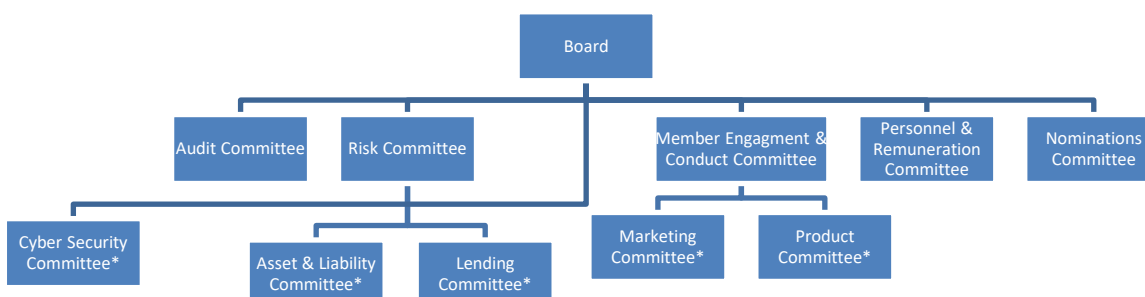 Board
Audit Committee
Risk Committee
Member Engagment &
Conduct Committee
Personnel &
Remuneration
Committee
Nominations
Committee
Cyber Security
Committee*
Asset & Liability
Committee*
Lending
Committee*
Marketing
Committee*
Product
Committee*